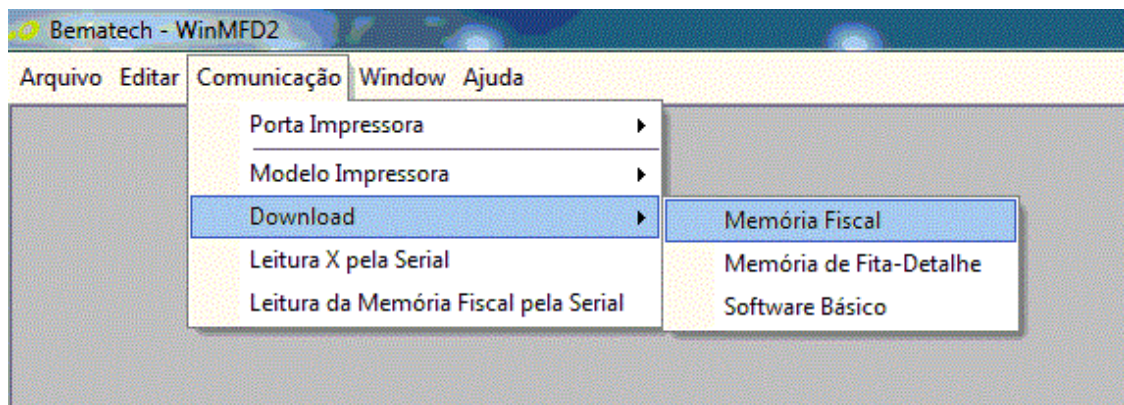 Bematech - WinMFD2
Arquivo Editar Comunicação Window Ajuda
Porta Impressora
Modelo Impressora
Download
Leitura X pela Serial
Leitura da Memória Fiscal pela Serial
Memória Fiscal
Memória de Fita-Detalhe
Software Básico